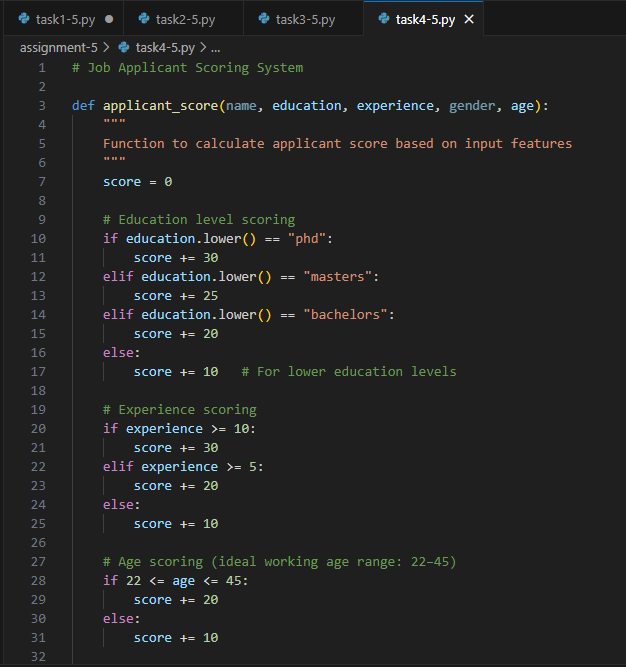 task1-5.py ● task2-5.py task3-5.py task4-5.py ×
assignment-5 > task4-5.py > ...
1 # Job Applicant Scoring System
2
3 def applicant_score(name, education, experience, gender, age):
4     """
5     Function to calculate applicant score based on input features
6     """
7     score = 0
8
9     # Education level scoring
10     if education.lower() == "phd":
11         score += 30
12     elif education.lower() == "masters":
13         score += 25
14     elif education.lower() == "bachelors":
15         score += 20
16     else:
17         score += 10   # For lower education levels
18
19     # Experience scoring
20     if experience >= 10:
21         score += 30
22     elif experience >= 5:
23         score += 20
24     else:
25         score += 10
26
27     # Age scoring (ideal working age range: 22–45)
28     if 22 <= age <= 45:
29         score += 20
30     else:
31         score += 10
32